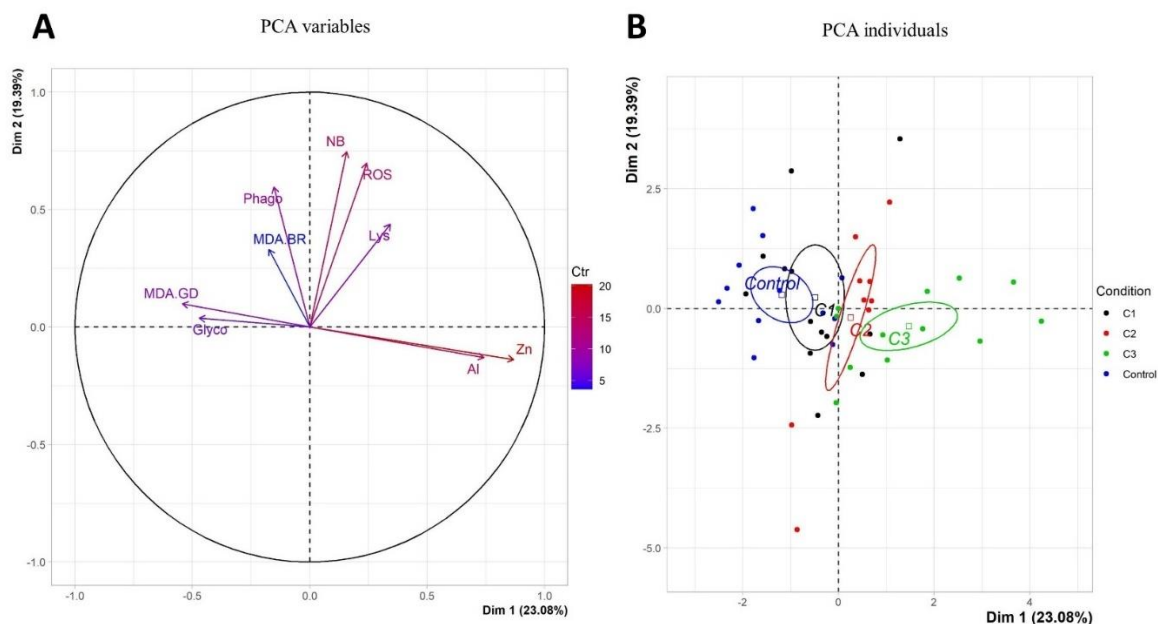 A
PCA variables
Dim 2 (19.39%)
1.0
0.5
0.0
-0.5
-1.0
NB
ROS
Phago
Lys
MDA.BR
MDA.GD
Glyco
Zn
Al
-1.0 -0.5 0.0 0.5 1.0
Dim 1 (23.08%)
Ctr
20
15
10
5
B
PCA individuals
Dim 2 (19.39%)
2.5
0.0
-2.5
-5.0
Control
C1
C2
C3
-2 0 2 4
Dim 1 (23.08%)
Condition
C1
C2
C3
Control